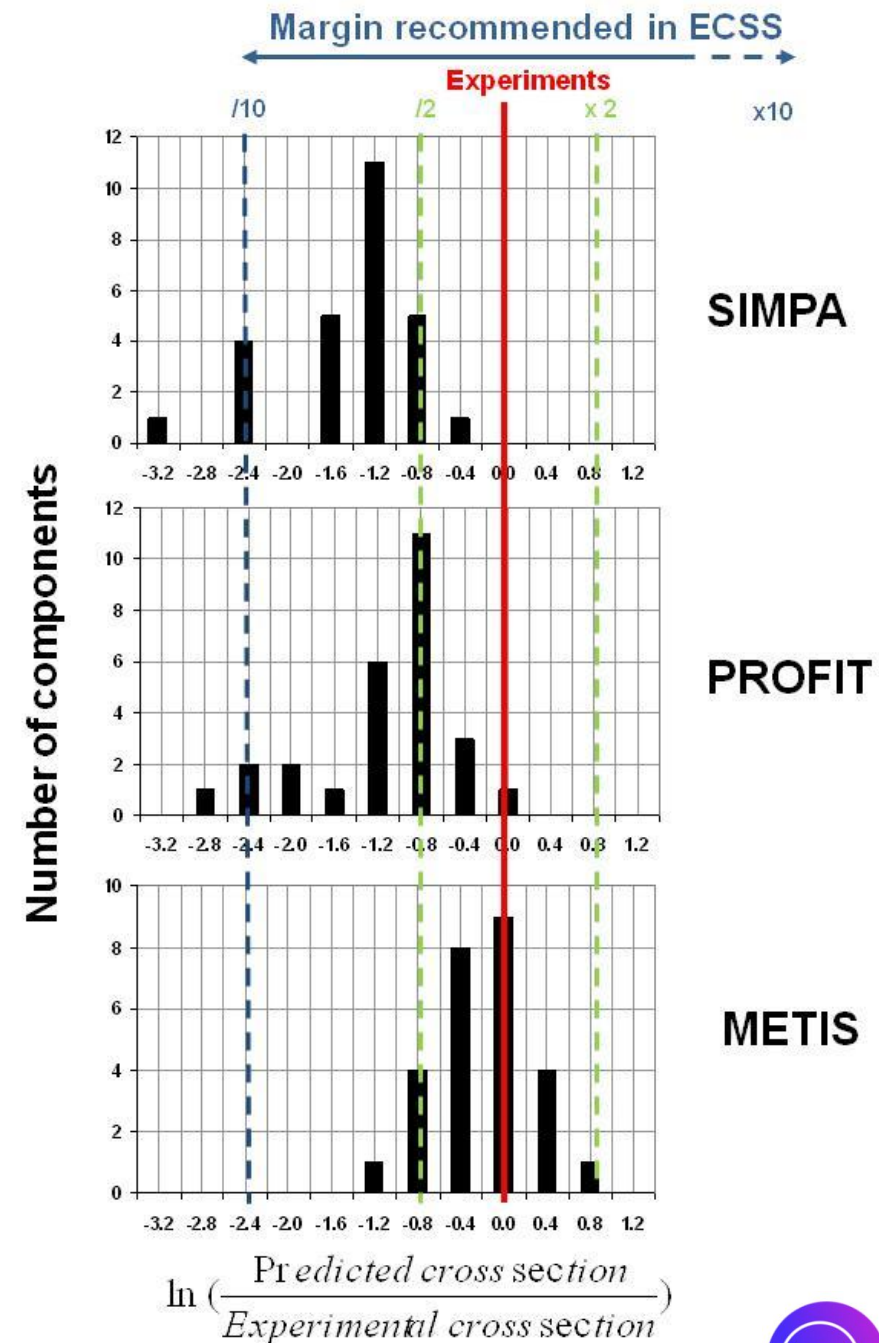 Margin recommended in ECSS
Experiments
/10 /2 x 2 x10
12
10
8
6
4
2
0
-3.2 -2.8 -2.4 -2.0 -1.6 -1.2 -0.8 -0.4 0.0 0.4 0.8 1.2
SIMPA
Number of components
12
10
8
6
4
2
0
-3.2 -2.8 -2.4 -2.0 -1.6 -1.2 -0.8 -0.4 0.0 0.4 0.8 1.2
PROFIT
10
8
6
4
2
0
-3.2 -2.8 -2.4 -2.0 -1.6 -1.2 -0.8 -0.4 0.0 0.4 0.8 1.2
METIS
ln (Predicted cross section
Experimental cross section)